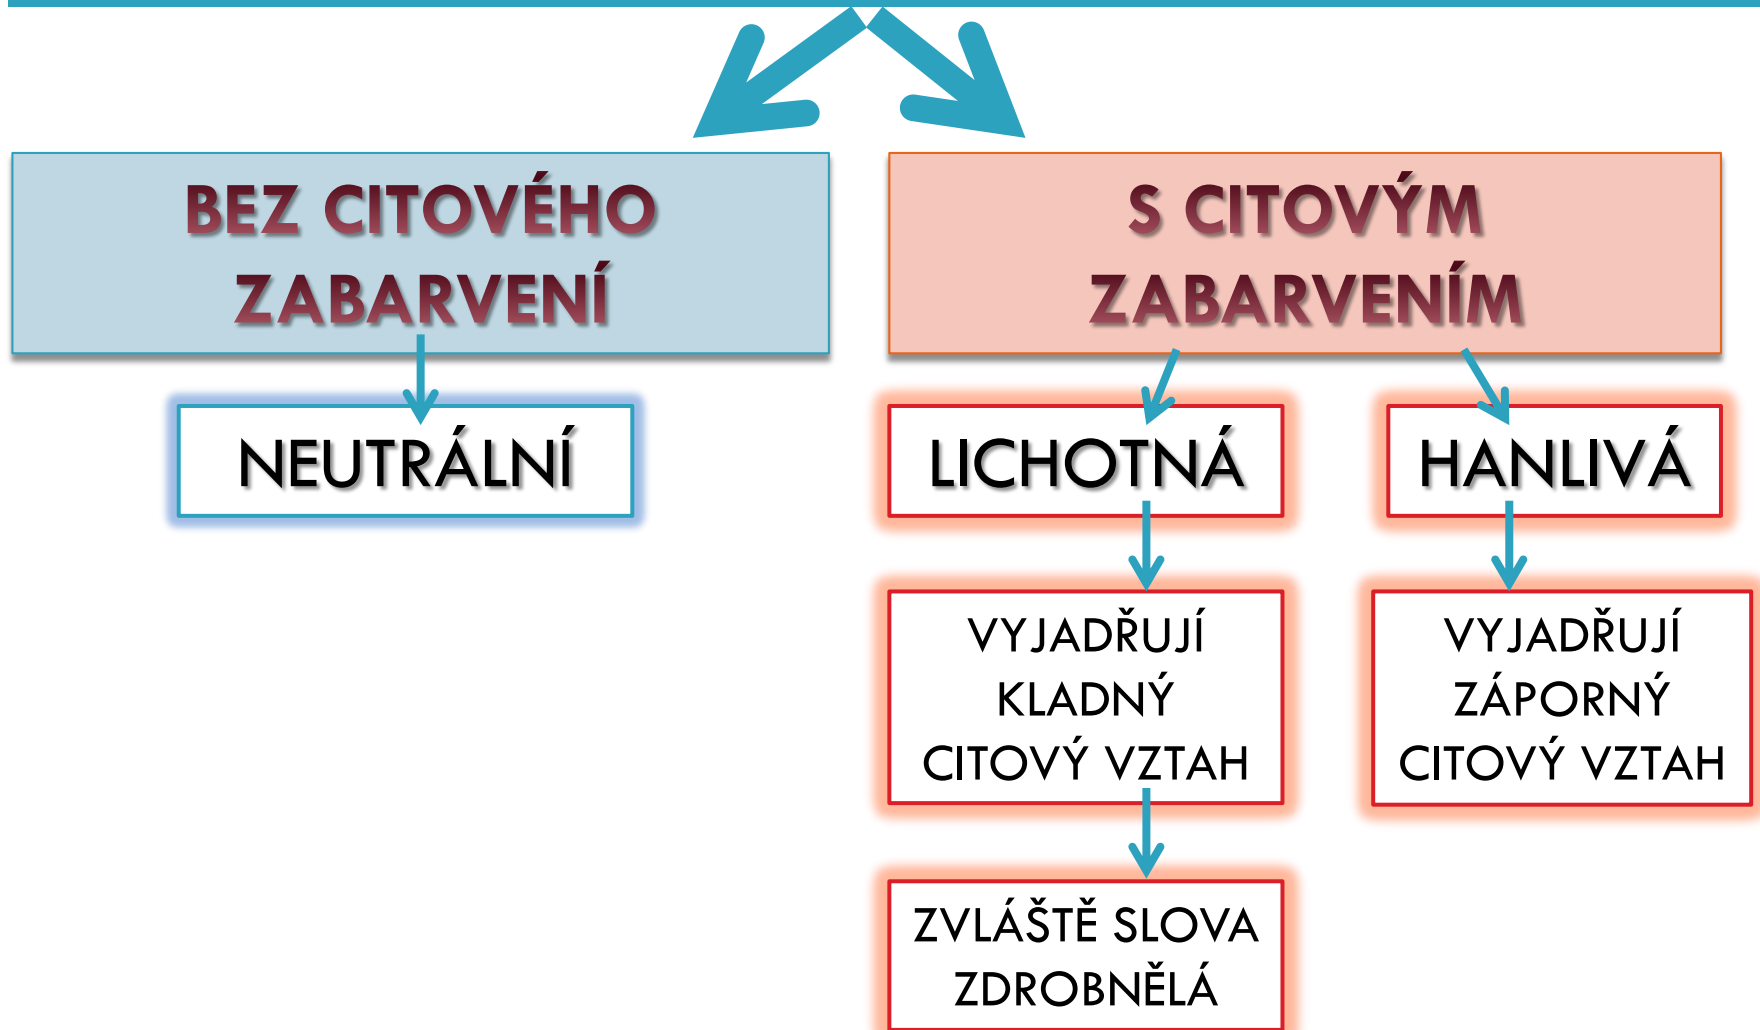 BEZ CITOVÉHO
ZABARVENÍ
S CITOVÝM
ZABARVENÍM
NEUTRÁLNÍ
LICHOTNÁ
HANLIVÁ
VYJADŘUJÍ
KLADNÝ
CITOVÝ VZTAH
VYJADŘUJÍ
ZÁPORNÝ
CITOVÝ VZTAH
ZVLÁŠTĚ SLOVA
ZDROBNĚLÁ